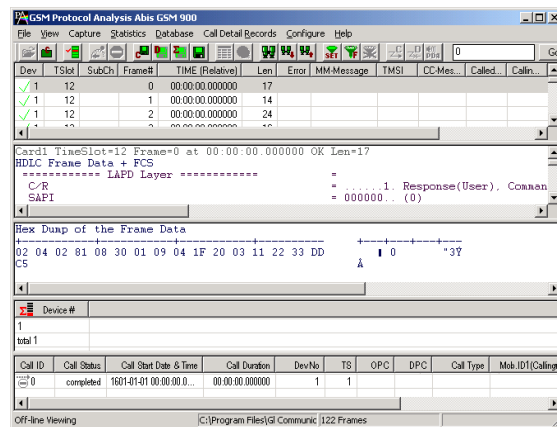 GSM Protocol Analysis Abis GSM 900
File View Capture Statistics Database Call Detail Records Configure Help
0 Go
Dev TSlot SubCh Frame# TIME (Relative) Len Error MM-Message TMSI CC-Mes... Called... Callin...
1 12 0 00:00:00.000000 17
1 12 1 00:00:00.000000 14
1 12 2 00:00:00.000000 24
Card1 TimeSlot=12 Frame=0 at 00:00:00.000000 OK Len=17
HDLC Frame Data + FCS
============ LAPD Layer ============ =
C/R = ......1. Response(User), Comman
SAPI = 000000.. (0)
Hex Dump of the Frame Data
+---+---+---+---+---+---+---+---+ +---+---+---+---+
02 04 02 81 08 30 01 09 04 1F 20 03 11 22 33 DD 0 "3Ý
C5 Å
Device #
1
total 1
Call ID Call Status Call Start Date & Time Call Duration DevNo TS OPC DPC Call Type Mob.ID1(Calling
0 completed 1601-01-01 00:00:00.0... 00:00:00.000000 1 1
Off-line Viewing C:\Program Files\Gl Communic 122 Frames